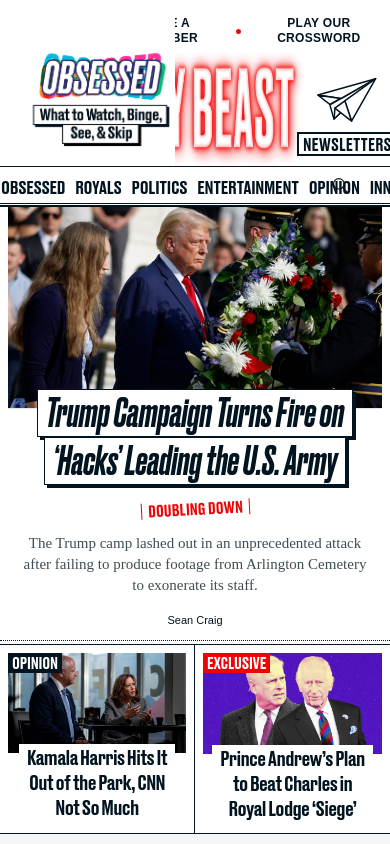 E A
BER
PLAY OUR
CROSSWORD
OBSESSED
What to Watch, Binge,
See, & Skip
Y BEAST
NEWSLETTERS
OBSESSED ROYALS POLITICS ENTERTAINMENT OPINION INN
Trump Campaign Turns Fire on
‘Hacks’ Leading the U.S. Army
DOUBLING DOWN
The Trump camp lashed out in an unprecedented attack
after failing to produce footage from Arlington Cemetery
to exonerate its staff.
Sean Craig
OPINION
Kamala Harris Hits It
Out of the Park, CNN
Not So Much
EXCLUSIVE
Prince Andrew’s Plan
to Beat Charles in
Royal Lodge ‘Siege’